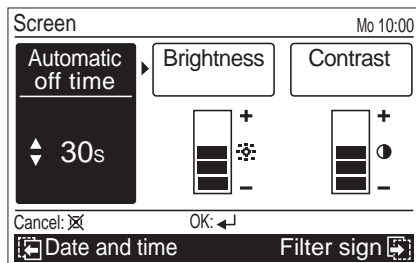 Screen Mo 10:00
Automatic off time
Brightness
Contrast
30s
+ +
– –
Cancel: OK:
Date and time Filter sign